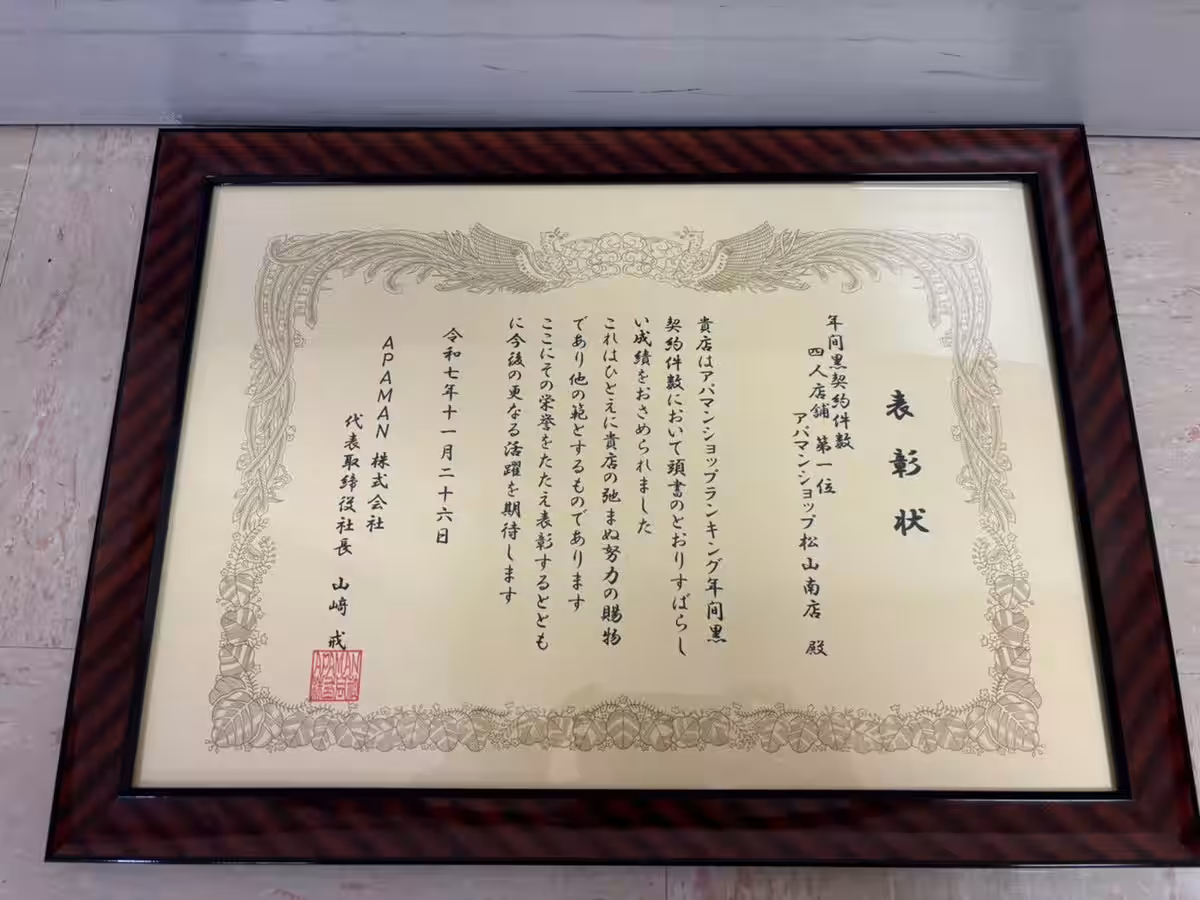 表彰状
年間黒契約件数
四人店舗 第一位
アパマンショップ松山南店 殿
貴店はアパマンショップランキング年間黒
契約件数において頭書のとおりすばらし
い成績をおさめられました
これはひとえに貴店の弛まぬ努力の賜物
であり他の範とするものであります
ここにその栄誉をたたえ表彰するととも
に今後の更なる活躍を期待します
令和七年十一月二十六日
APAMAN 株式会社
代表取締役社長 山﨑 戒
APAMAN
株式会社